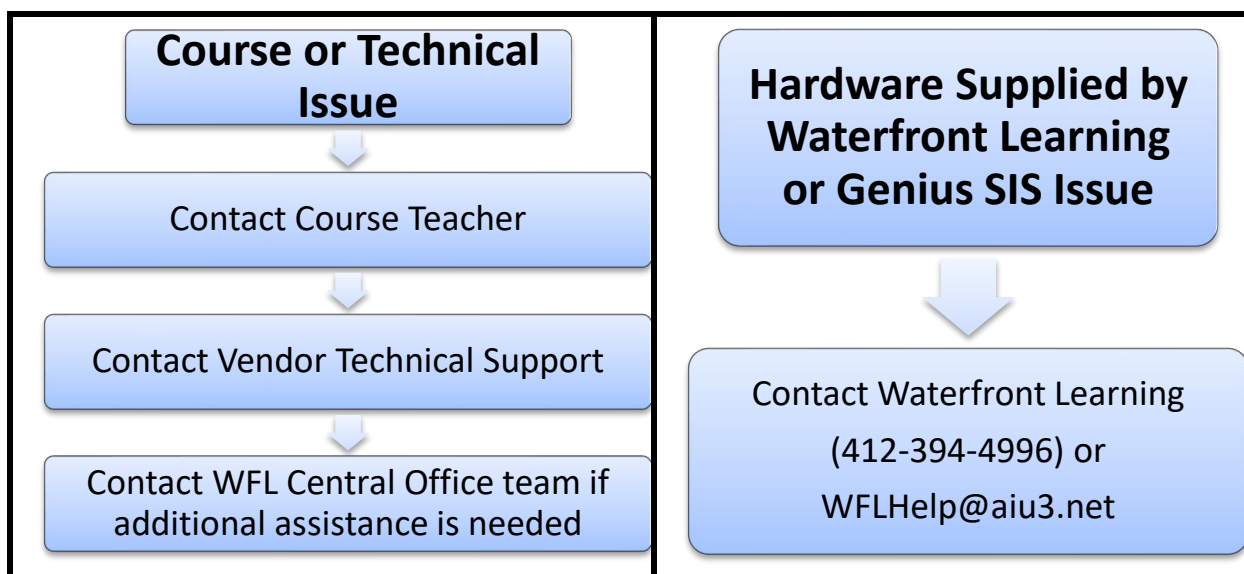 Course or Technical
Issue
Contact Course Teacher
Contact Vendor Technical Support
Contact WFL Central Office team if
additional assistance is needed
Hardware Supplied by
Waterfront Learning
or Genius SIS Issue
Contact Waterfront Learning
(412-394-4996) or
WFLHelp@aiu3.net